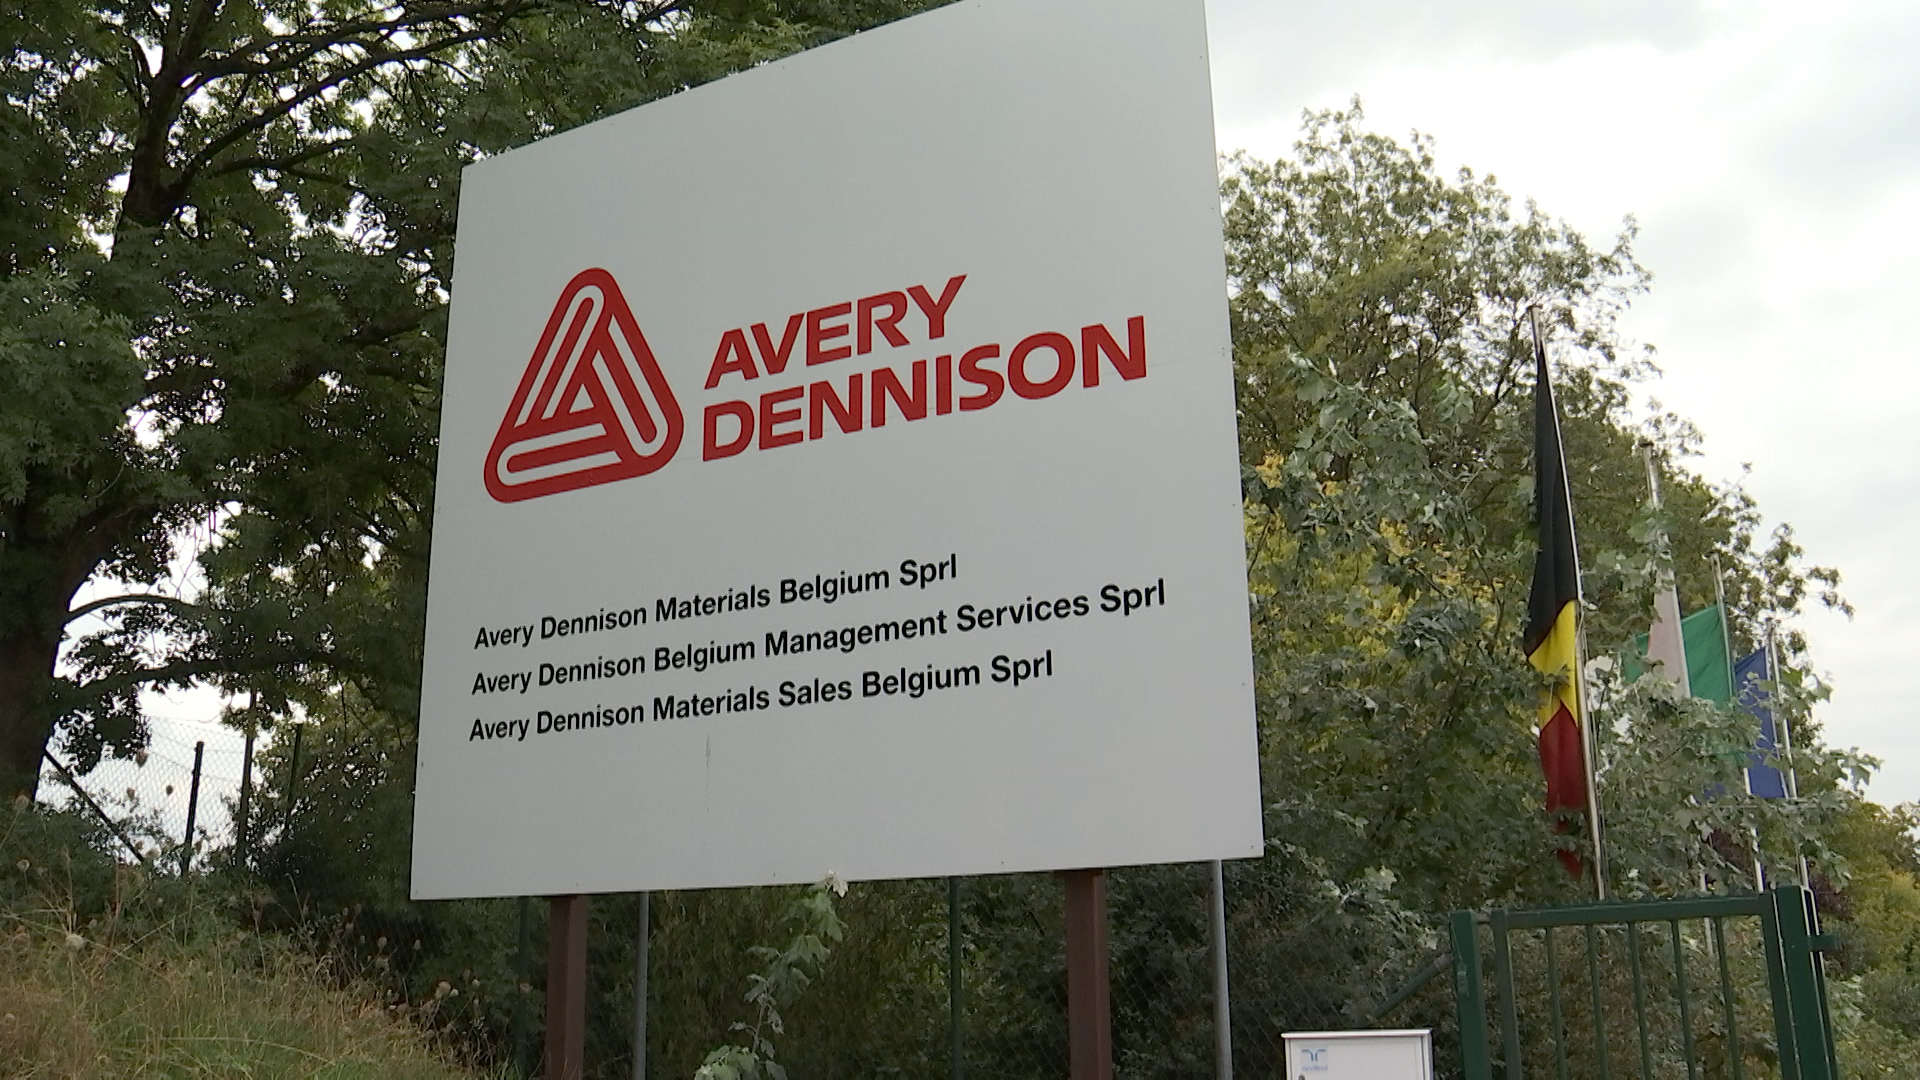 AVERY
DENNISON
Avery Dennison Materials Belgium Sprl
Avery Dennison Belgium Management Services Sprl
Avery Dennison Materials Sales Belgium Sprl